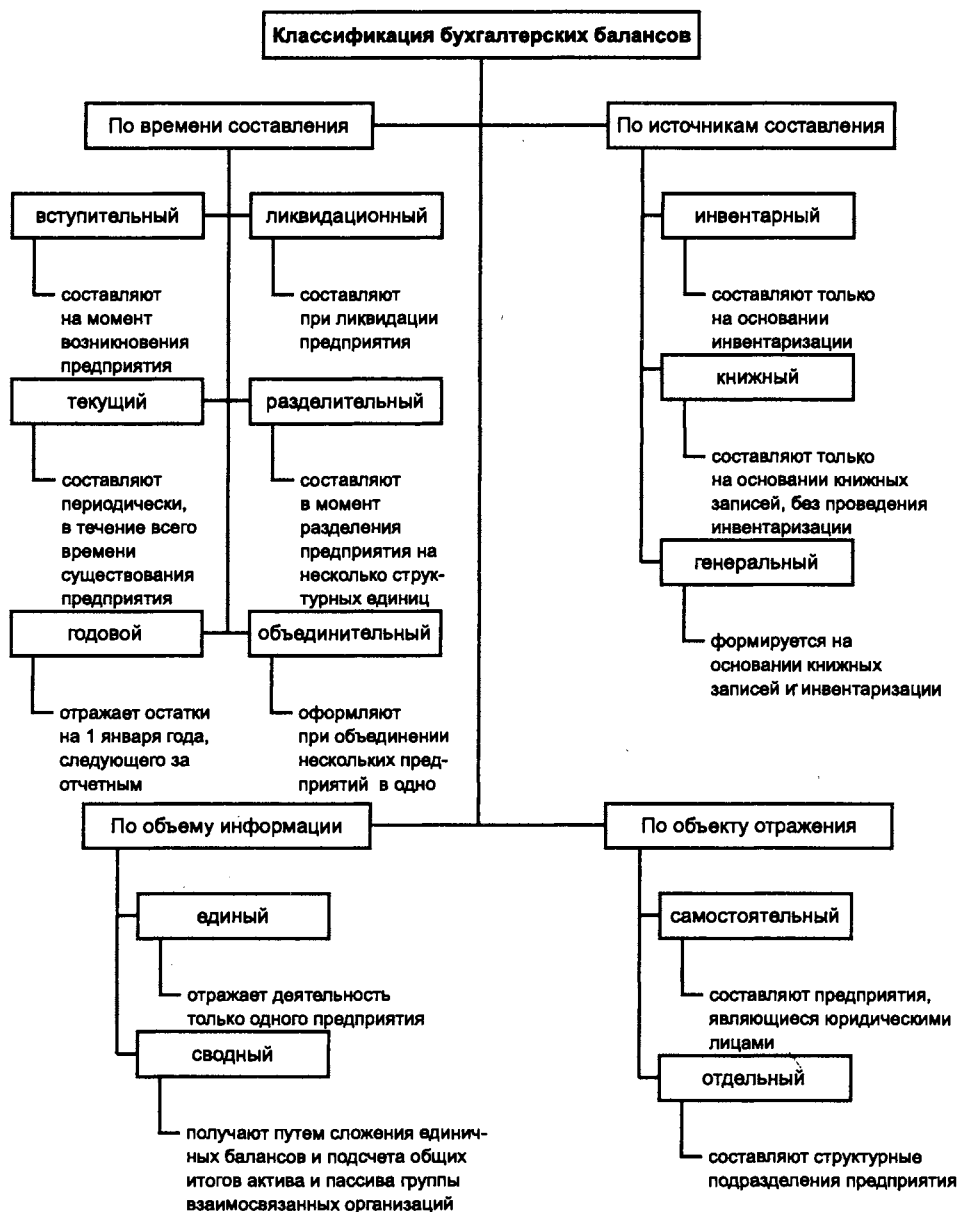 Классификация бухгалтерских балансов
По времени составления
вступительный
составляют
на момент
возникновения
предприятия
ликвидационный
составляют
при ликвидации
предприятия
текущий
составляют
периодически,
в течение всего
времени
существования
предприятия
разделительный
составляют
в момент
разделения
предприятия на
несколько струк-
турных единиц
годовой
отражает остатки
на 1 января года,
следующего за
отчетным
объединительный
оформляют
при объединении
нескольких пред-
приятий в одно
По источникам составления
инвентарный
составляют только
на основании
инвентаризации
книжный
составляют только
на основании книжных
записей, без проведения
инвентаризации
генеральный
формируется на
основании книжных
записей и инвентаризации
По объему информации
единый
отражает деятельность
только одного предприятия
сводный
получают путем сложения единич-
ных балансов и подсчета общих
итогов актива и пассива группы
взаимосвязанных организаций
По объекту отражения
самостоятельный
составляют предприятия,
являющиеся юридическими
лицами
отдельный
составляют структурные
подразделения предприятия